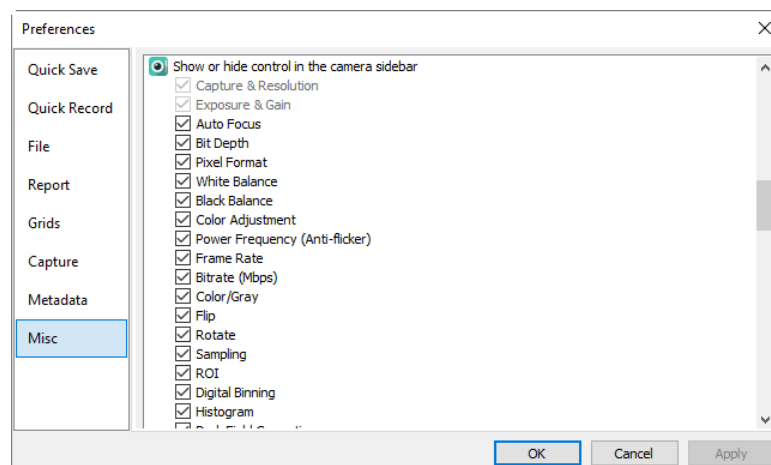 Preferences
Quick Save
Quick Record
File
Report
Grids
Capture
Metadata
Misc
Show or hide control in the camera sidebar
Capture & Resolution
Exposure & Gain
Auto Focus
Bit Depth
Pixel Format
White Balance
Black Balance
Color Adjustment
Power Frequency (Anti-flicker)
Frame Rate
Bitrate (Mbps)
Color/Gray
Flip
Rotate
Sampling
ROI
Digital Binning
Histogram
OK
Cancel
Apply